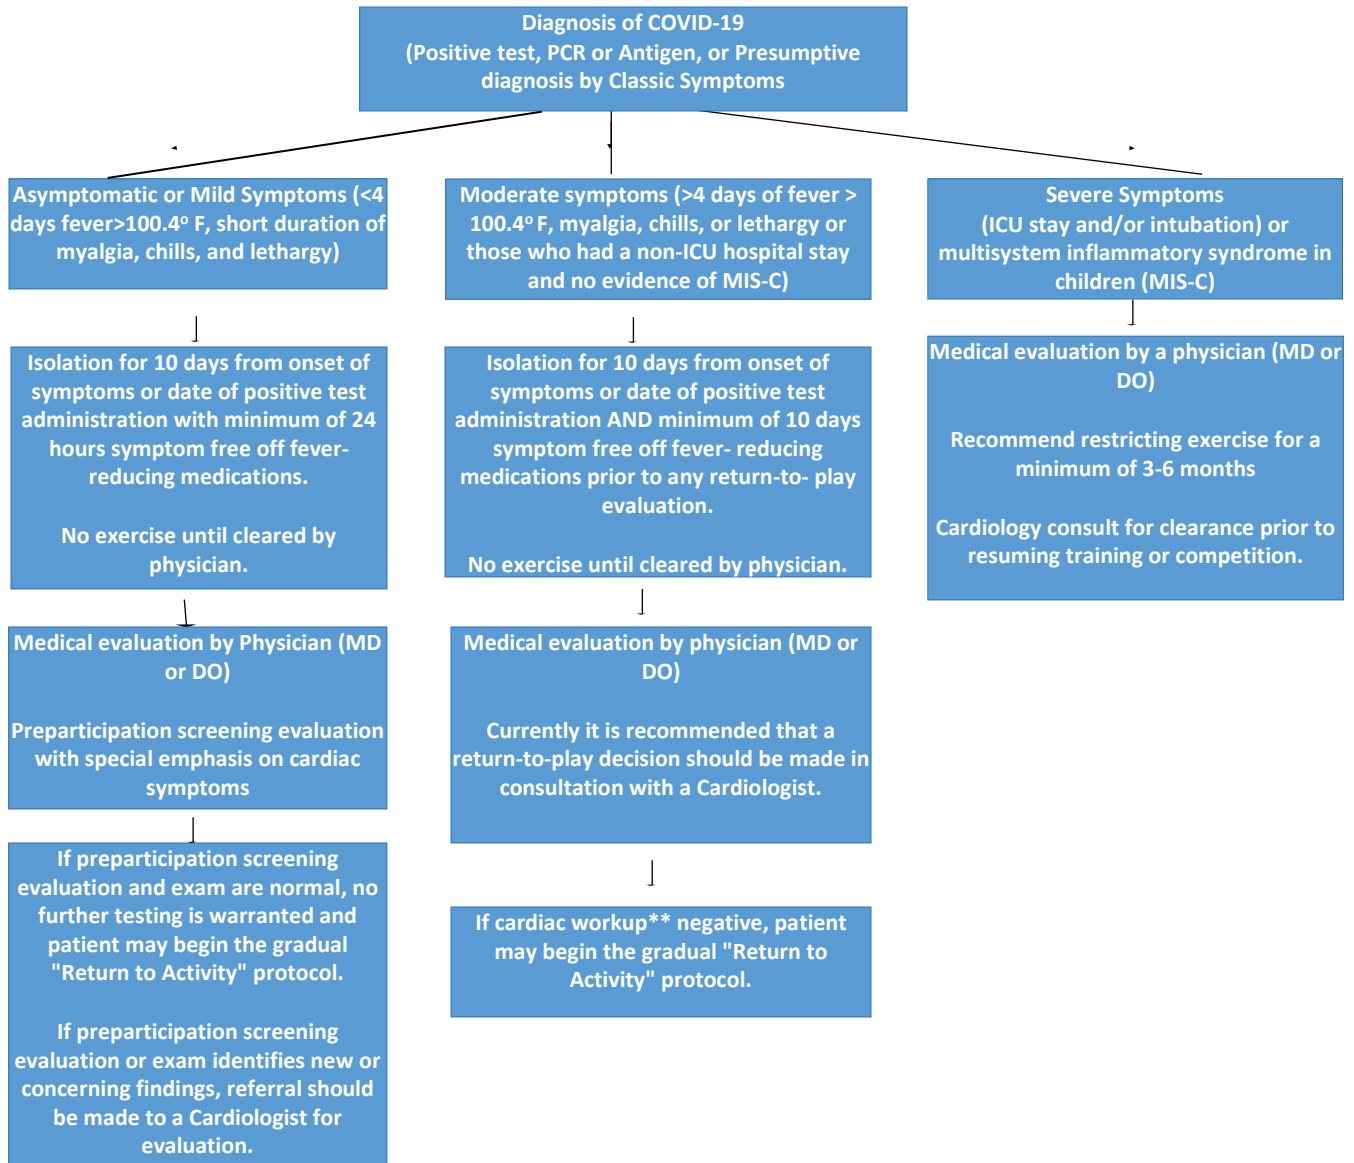 Diagnosis of COVID-19
(Positive test, PCR or Antigen, or Presumptive
diagnosis by Classic Symptoms
Asymptomatic or Mild Symptoms (<4
days fever>100.4º F, short duration of
myalgia, chills, and lethargy)
Isolation for 10 days from onset of
symptoms or date of positive test
administration with minimum of 24
hours symptom free off fever-
reducing medications.
No exercise until cleared by
physician.
Medical evaluation by Physician (MD
or DO)
Preparticipation screening evaluation
with special emphasis on cardiac
symptoms
If preparticipation screening
evaluation and exam are normal, no
further testing is warranted and
patient may begin the gradual
"Return to Activity" protocol.
If preparticipation screening
evaluation or exam identifies new or
concerning findings, referral should
be made to a Cardiologist for
evaluation.
Moderate symptoms (>4 days of fever >
100.4º F, myalgia, chills, or lethargy or
those who had a non-ICU hospital stay
and no evidence of MIS-C)
Isolation for 10 days from onset of
symptoms or date of positive test
administration AND minimum of 10 days
symptom free off fever- reducing
medications prior to any return-to- play
evaluation.
No exercise until cleared by physician.
Medical evaluation by physician (MD or
DO)
Currently it is recommended that a
return-to-play decision should be made in
consultation with a Cardiologist.
If cardiac workup** negative, patient
may begin the gradual "Return to
Activity" protocol.
Severe Symptoms
(ICU stay and/or intubation) or
multisystem inflammatory syndrome in
children (MIS-C)
Medical evaluation by a physician (MD or
DO)
Recommend restricting exercise for a
minimum of 3-6 months
Cardiology consult for clearance prior to
resuming training or competition.